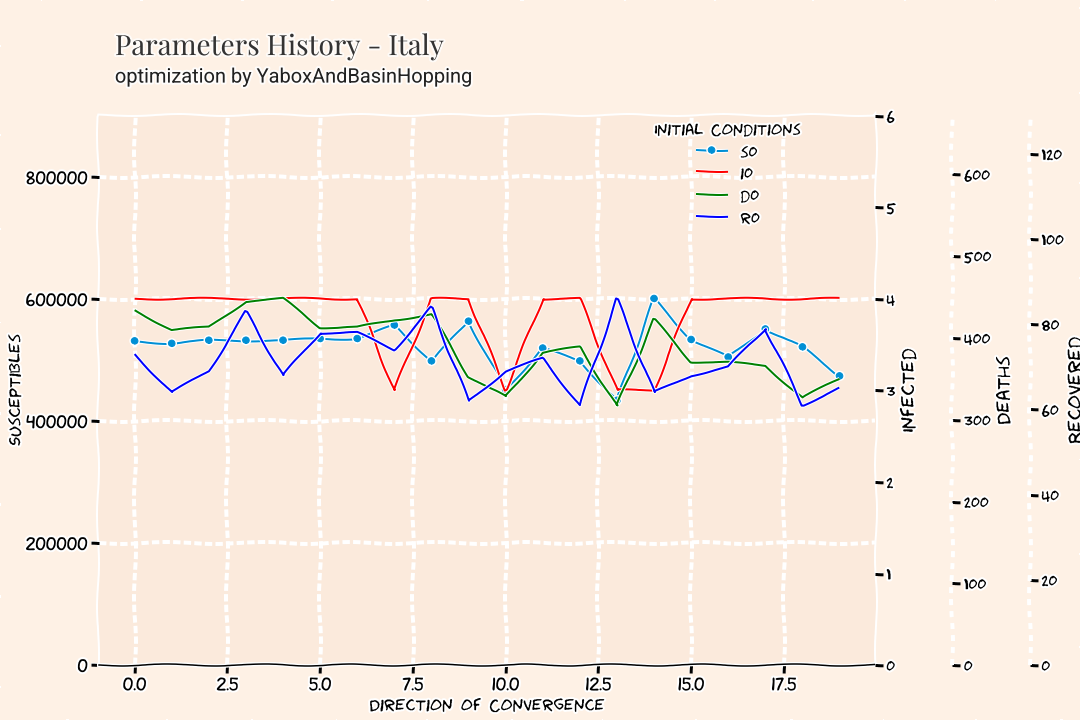 Parameters History - Italy
optimization by YaboxAndBasinHopping
INITIAL CONDITIONS
S0
I0
D0
R0
SUSCEPTIBLES
800000
600000
400000
200000
0
0.0 2.5 5.0 7.5 10.0 12.5 15.0 17.5
DIRECTION OF CONVERGENCE
6
5
4
3
2
1
0
INFECTED
600
500
400
300
200
100
0
DEATHS
120
100
80
60
40
20
0
RECOVERED